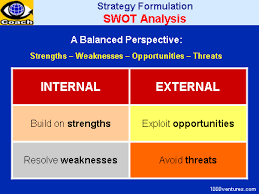 Strategy Formulation
SWOT Analysis
Coach
A Balanced Perspective:
Strengths – Weaknesses – Opportunities – Threats
INTERNAL EXTERNAL
Build on strengths Exploit opportunities
Resolve weaknesses Avoid threats
1000ventures.com